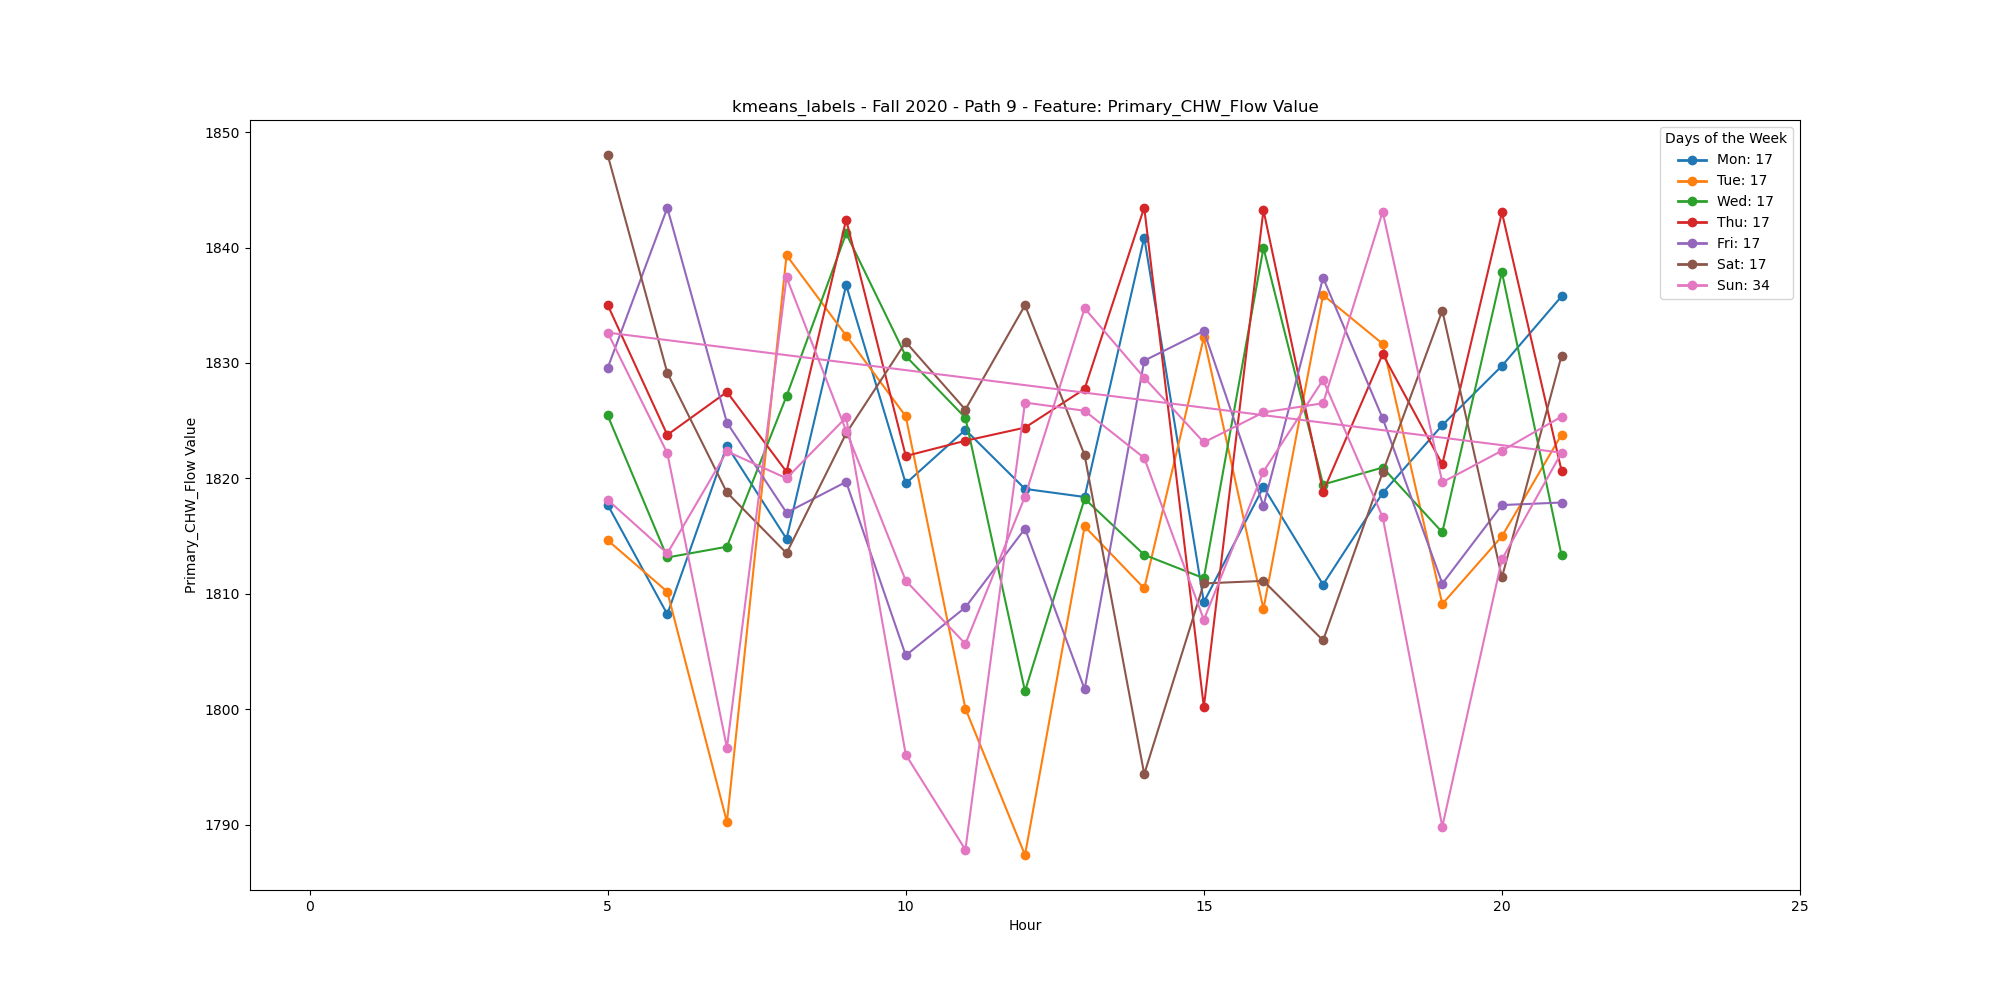 kmeans_labels - Fall 2020 - Path 9 - Feature: Primary_CHW_Flow Value
Primary_CHW_Flow Value
1850
1840
1830
1820
1810
1800
1790
0
5
10
15
20
25
Hour
Days of the Week
Mon: 17
Tue: 17
Wed: 17
Thu: 17
Fri: 17
Sat: 17
Sun: 34